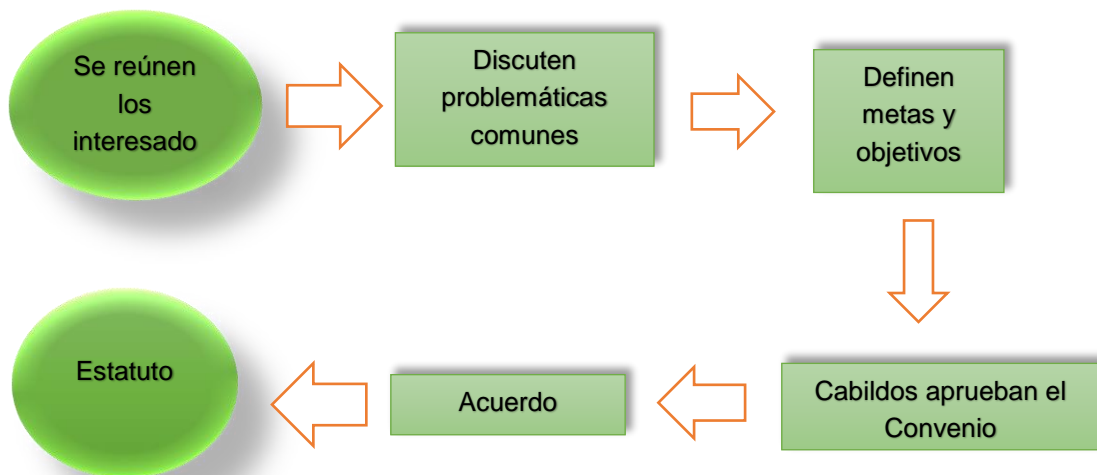 Se reúnen
los
interesado
Discuten
problemáticas
comunes
Definen
metas y
objetivos
Cabildos aprueban el
Convenio
Acuerdo
Estatuto